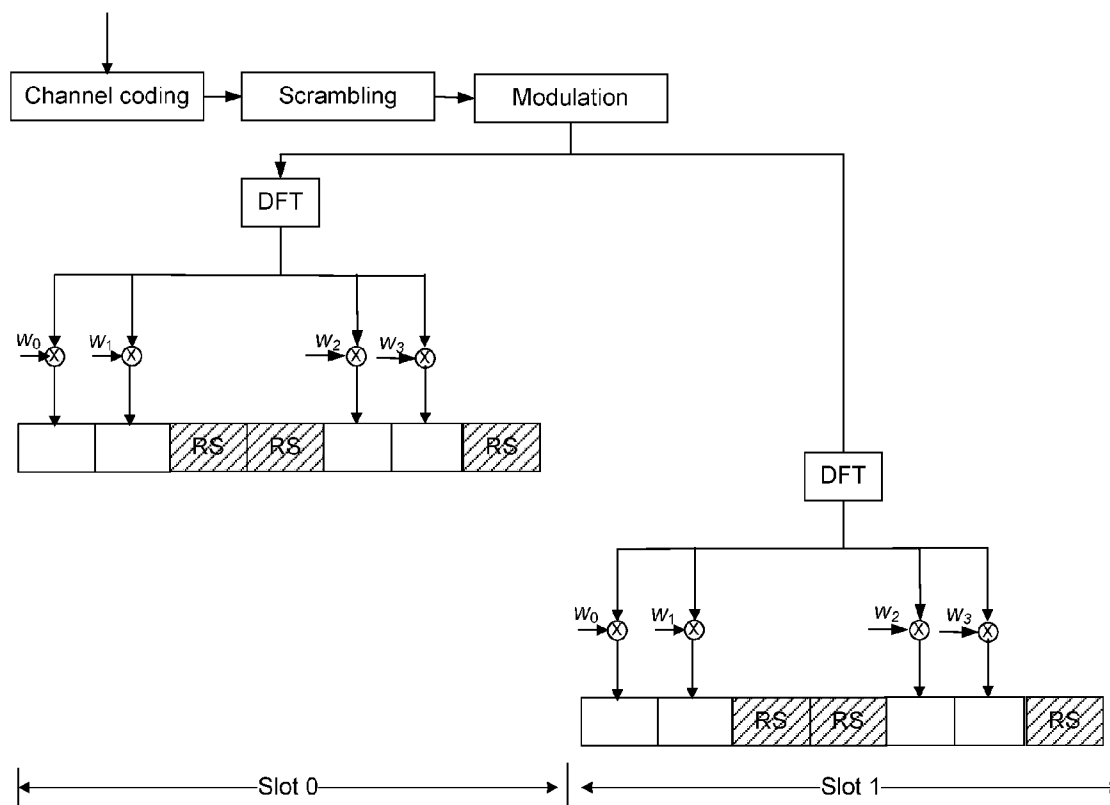 Channel coding
Scrambling
Modulation
DFT
w0
w1
w2
w3
X
X
X
X
RS
RS
RS
DFT
w0
w1
w2
w3
X
X
X
X
RS
RS
RS
Slot 0
Slot 1